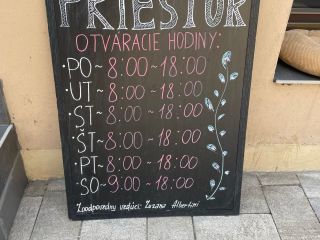 PRIESTOR
OTVÁRACIE HODINY:
• PO ~ 8:00 ~ 18:00
• UT ~ 8:00 ~ 18:00
• ST ~ 8:00 ~ 18:00
• ŠT ~ 8:00 ~ 18:00
• PT ~ 8:00 ~ 18:00
• SO ~ 9:00 ~ 18:00
Zodpovedný vedúci: Zuzana Albertini